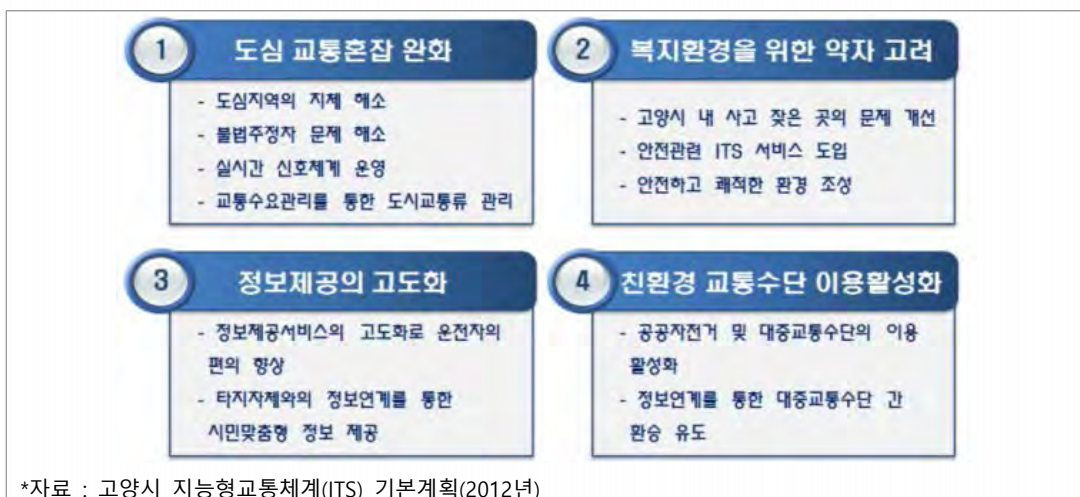 1 도심 교통혼잡 완화
- 도심지역의 지체 해소
- 불법주정차 문제 해소
- 실시간 신호체계 운영
- 교통수요관리를 통한 도시교통류 관리
2 복지환경을 위한 약자 고려
- 고양시 내 사고 잦은 곳의 문제 개선
- 안전관련 ITS 서비스 도입
- 안전하고 쾌적한 환경 조성
3 정보제공의 고도화
- 정보제공서비스의 고도화로 운전자의
편의 향상
- 타지자체와의 정보연계를 통한
시민맞춤형 정보 제공
4 친환경 교통수단 이용활성화
- 공공자전거 및 대중교통수단의 이용
활성화
- 정보연계를 통한 대중교통수단 간
환승 유도
*자료 : 고양시 지능형교통체계(ITS) 기본계획(2012년)